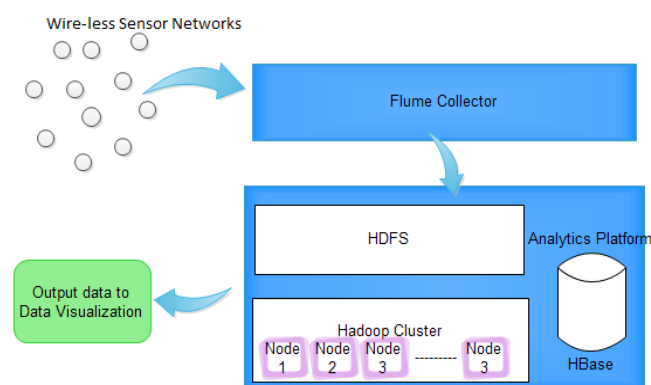 Wire-less Sensor Networks
Flume Collector
HDFS
Analytics Platform
Output data to
Data Visualization
Hadoop Cluster
Node Node Node Node
1 2 3 --------- 3
HBase